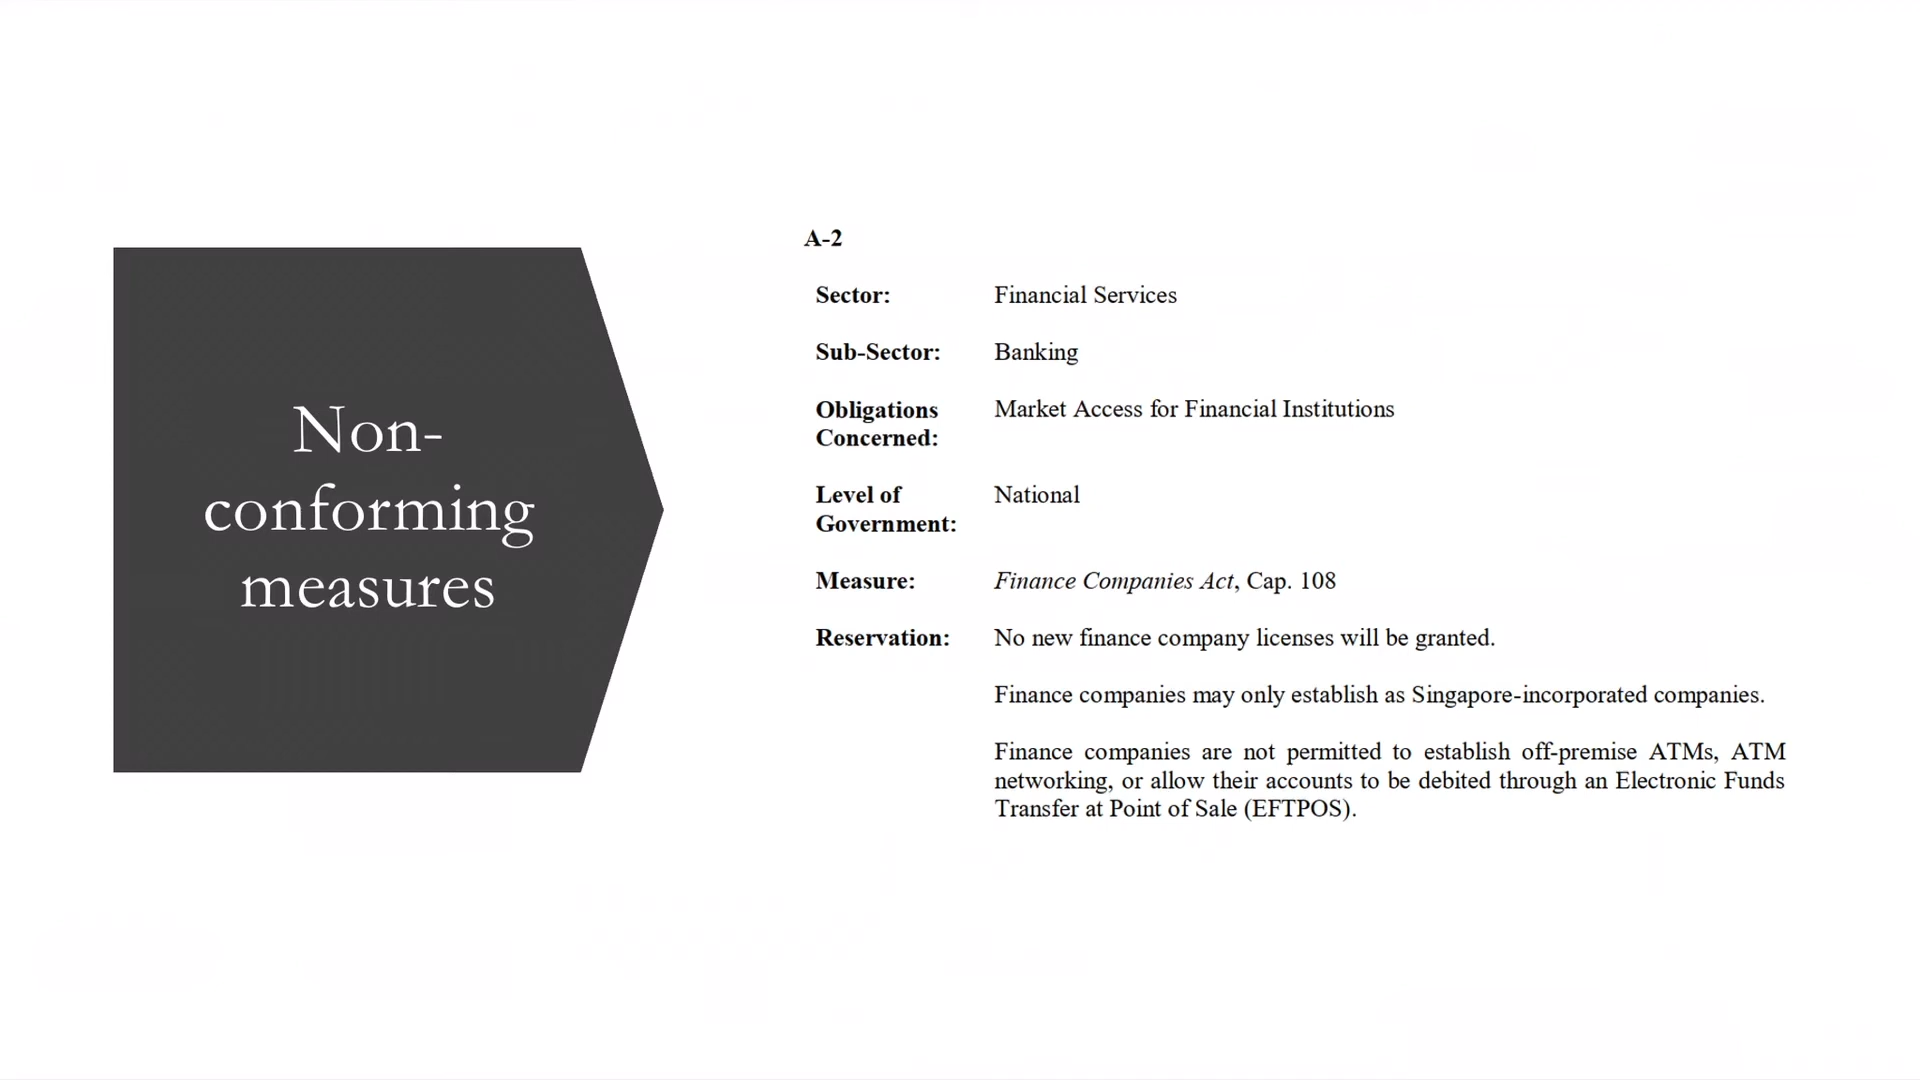 Non-
conforming
measures
A-2
Sector: Financial Services
Sub-Sector: Banking
Obligations Market Access for Financial Institutions
Concerned:
Level of National
Government:
Measure: Finance Companies Act, Cap. 108
Reservation: No new finance company licenses will be granted.
Finance companies may only establish as Singapore-incorporated companies.
Finance companies are not permitted to establish off-premise ATMs, ATM
networking, or allow their accounts to be debited through an Electronic Funds
Transfer at Point of Sale (EFTPOS).